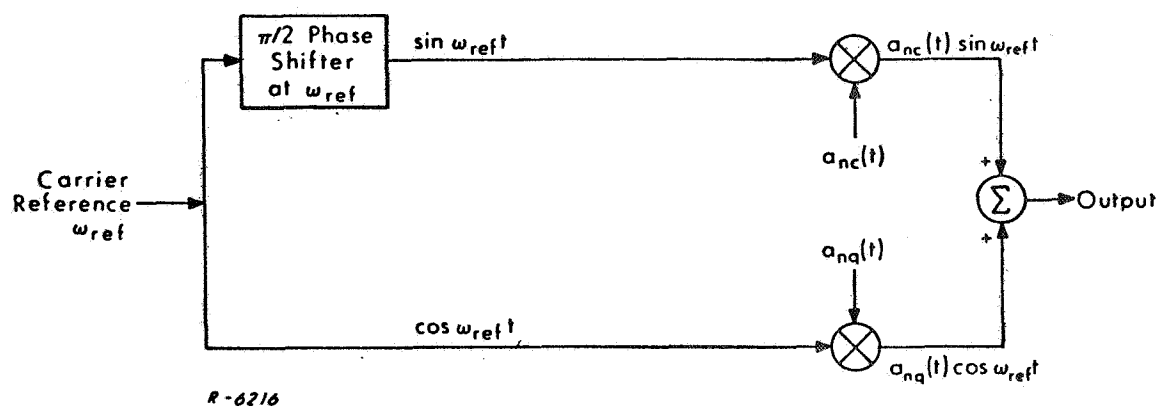 π/2 Phase
Shifter
at ω_ref
sin ω_ref t
a_nc(t) sin ω_ref t
a_nc(t)
Carrier
Reference
ω_ref
+
Σ
+
Output
a_nq(t)
cos ω_ref t
a_nq(t) cos ω_ref t
R-6216